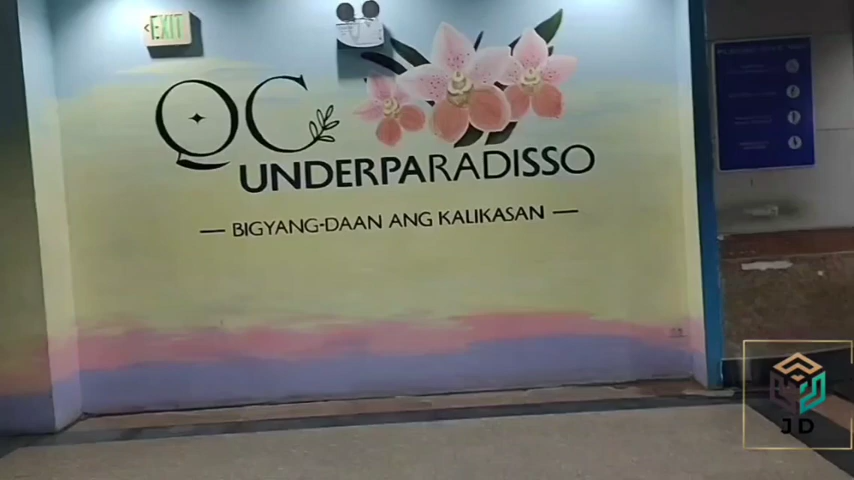 EXIT
QC
UNDERPARADISSO
BIGYANG-DAAN ANG KALIKASAN
JD